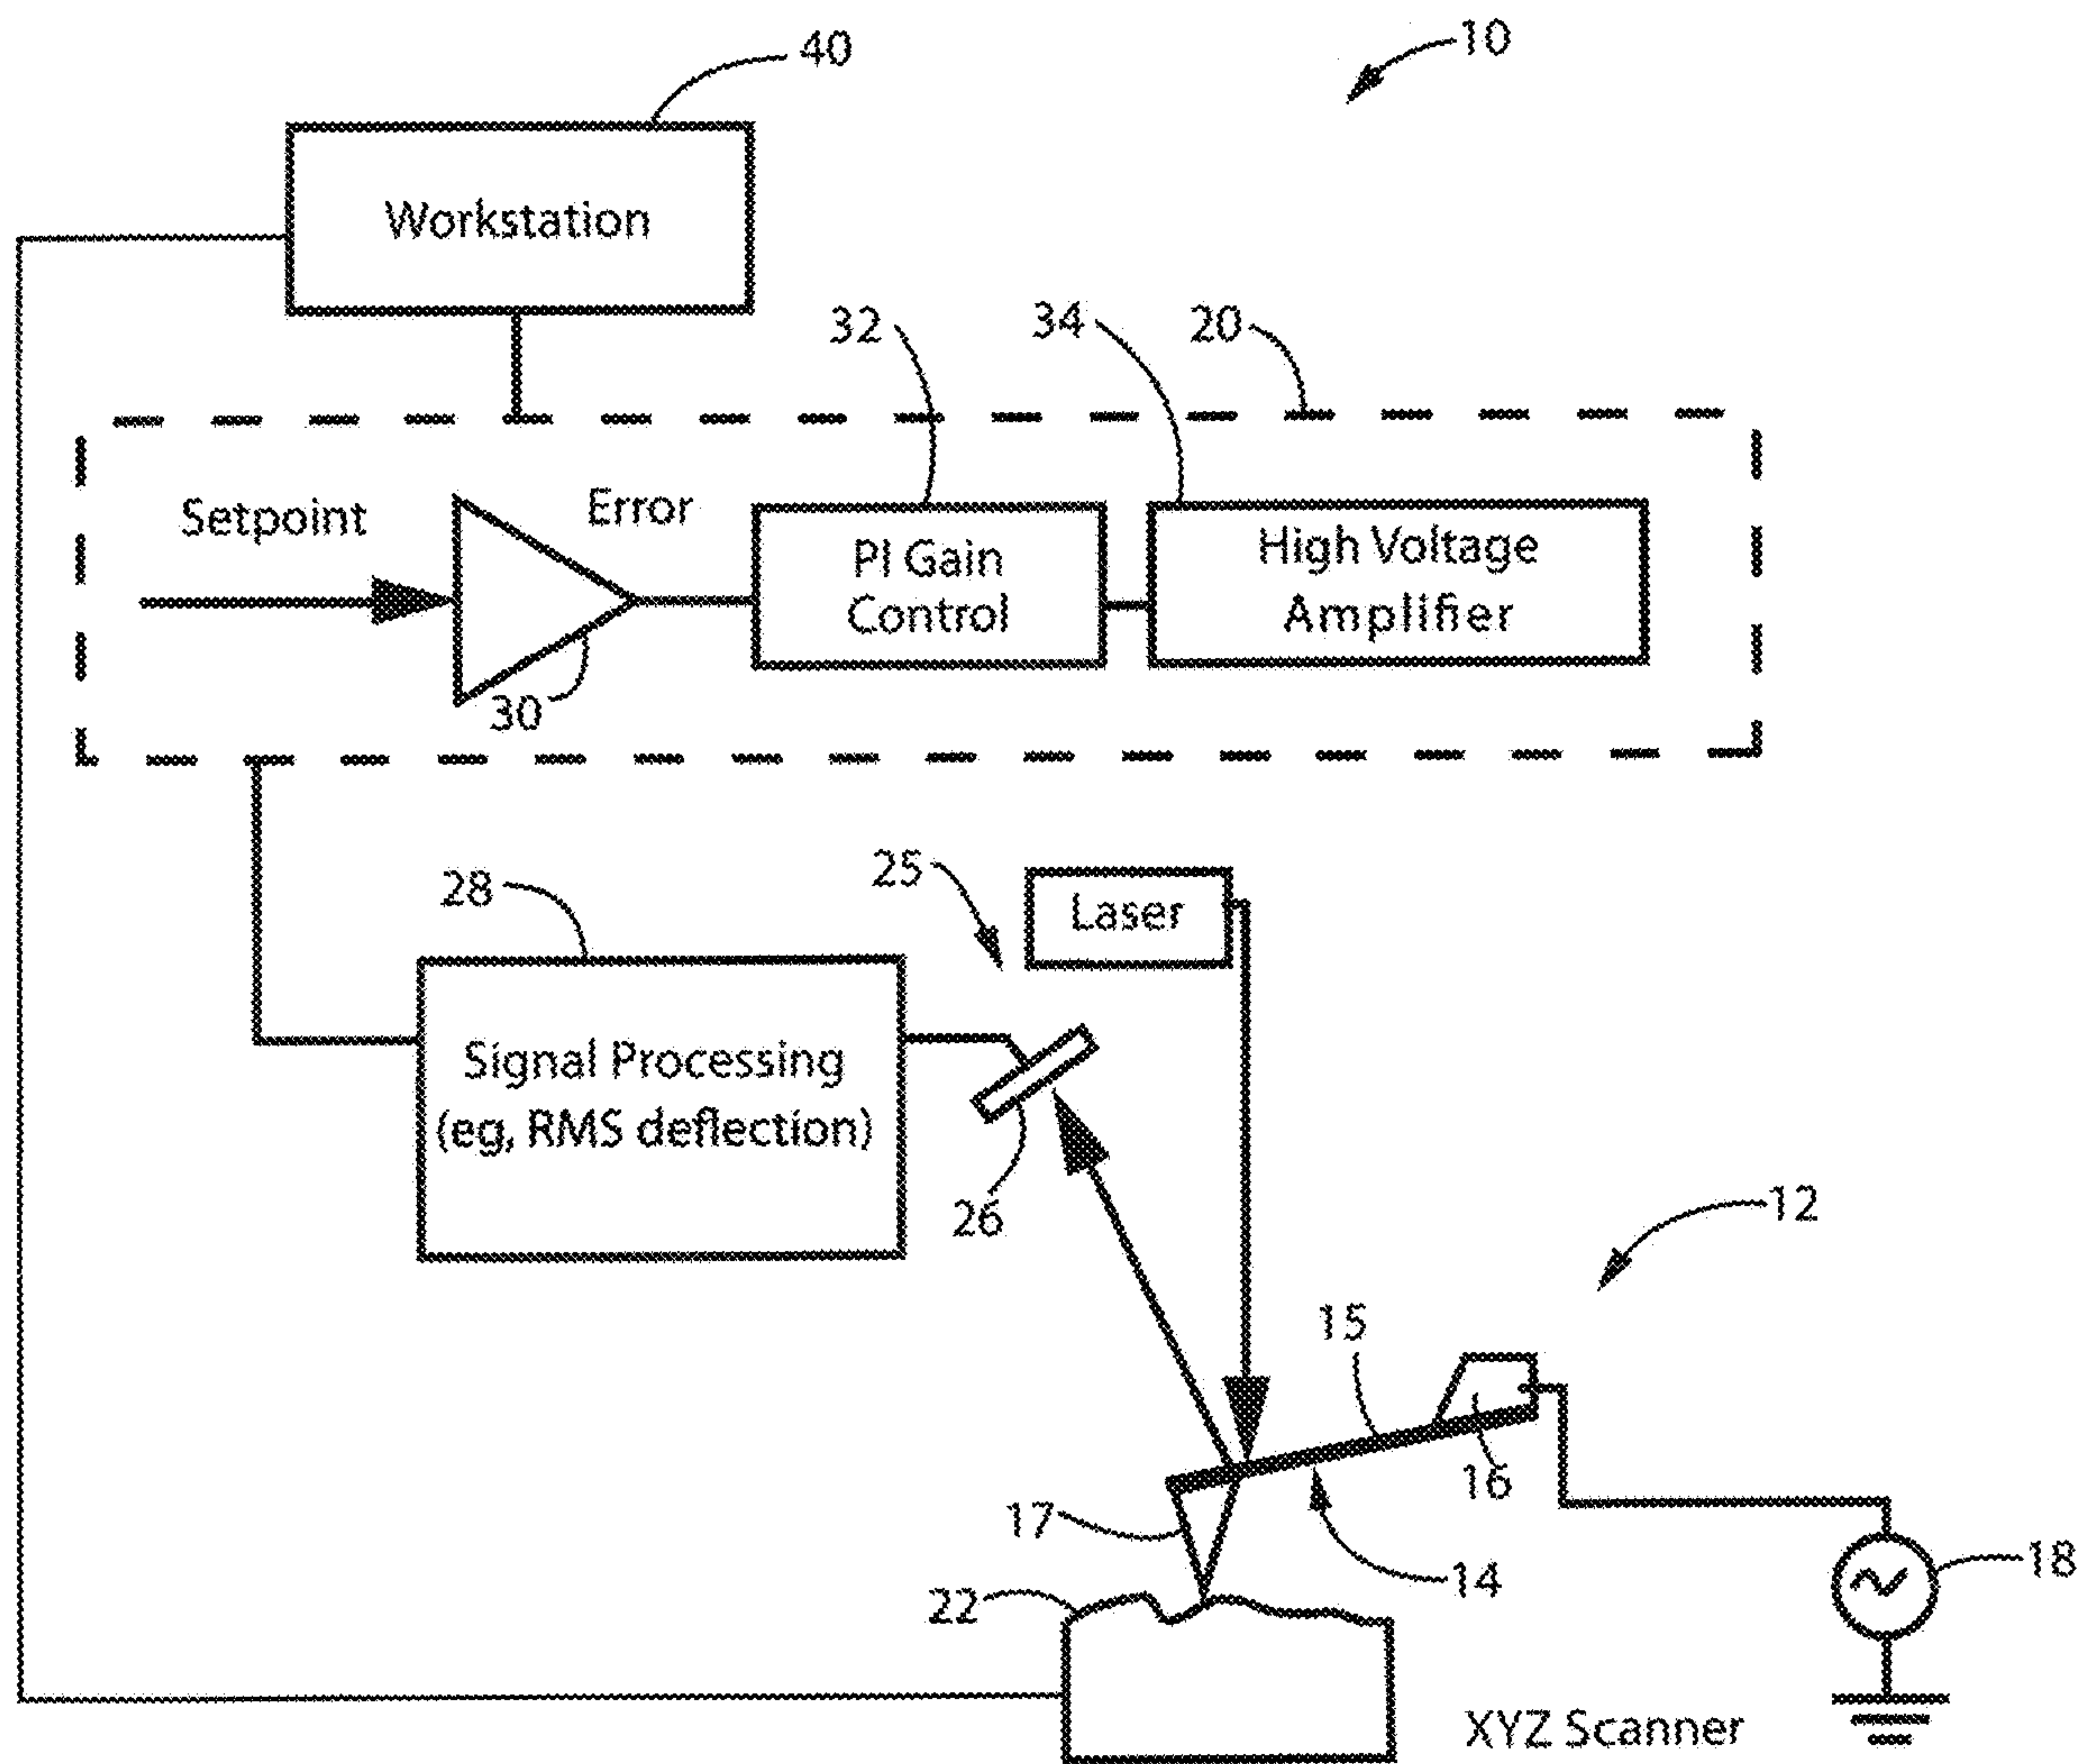 40
10
Workstation
32
34
20
Setpoint
Error
PI Gain
Control
High Voltage
Amplifier
30
28
25
Laser
Signal Processing
(eg, RMS deflection)
26
12
15
16
17
14
18
22
XYZ Scanner